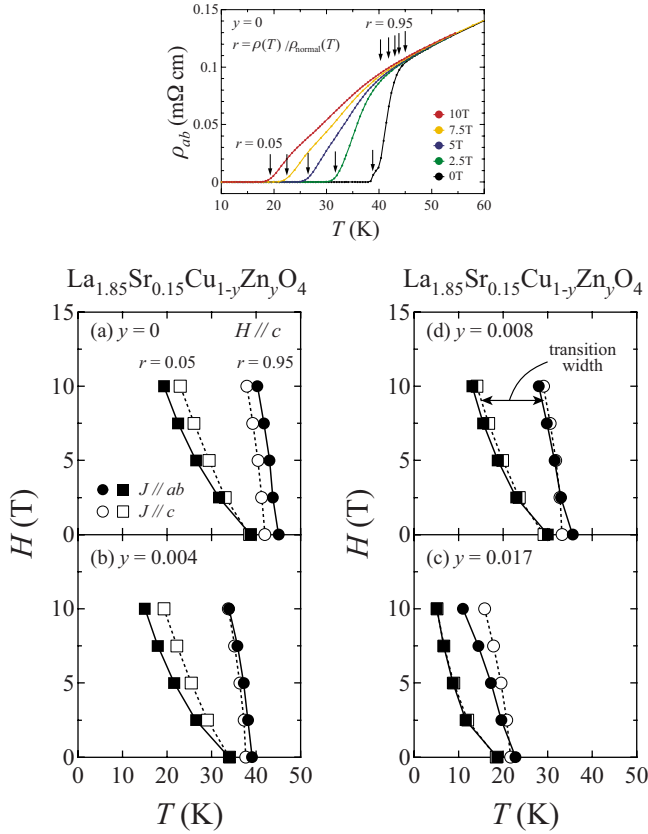 y = 0
r = 0.95
r = ρ(T) /ρnormal(T)
0.15
0.1
0.05
0
ρab (mΩ cm)
r = 0.05
10T
7.5T
5T
2.5T
0T
10 20 30 40 50 60
T (K)
La1.85Sr0.15Cu1-yZnyO4
La1.85Sr0.15Cu1-yZnyO4
15
10
5
0
(a) y = 0
H // c
r = 0.05
r = 0.95
J // ab
J // c
H (T)
(b) y = 0.004
10
5
0
0 10 20 30 40 50
T (K)
15
10
5
0
(d) y = 0.008
transition
width
H (T)
(c) y = 0.017
10
5
0
0 10 20 30 40 50
T (K)